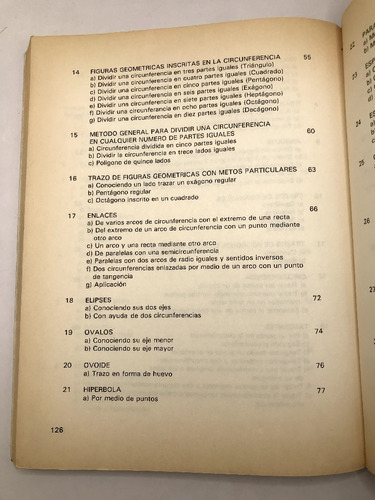 14 FIGURAS GEOMETRICAS INSCRITAS EN LA CIRCUNFERENCIA 55
a) Dividir una circunferencia en tres partes iguales (Triángulo)
b) Dividir una circunferencia en cuatro partes iguales (Cuadrado)
c) Dividir una circunferencia en cinco partes iguales (Pentágono)
d) Dividir una circunferencia en seis partes iguales (Exágono)
e) Dividir una circunferencia en siete partes iguales (Heptágono)
f) Dividir una circunferencia en ocho partes iguales (Octágono)
g) Dividir una circunferencia en diez partes iguales (Decágono)
15 METODO GENERAL PARA DIVIDIR UNA CIRCUNFERENCIA
EN CUALQUIER NUMERO DE PARTES IGUALES 60
a) Circunferencia dividida en cinco partes iguales
b) Dividir la circunferencia en trece lados iguales
c) Polígono de quince lados
16 TRAZO DE FIGURAS GEOMETRICAS CON METOS PARTICULARES 63
a) Conociendo un lado trazar un exágono regular
b) Pentágono regular
c) Octágono inscrito en un cuadrado
17 ENLACES 66
a) De varios arcos de circunferencia con el extremo de una recta
b) Del extremo de un arco de circunferencia con un punto mediante
otro arco
c) Un arco y una recta mediante otro arco
d) De paralelas con una semicircunferencia
e) Paralelas con dos arcos de radio iguales y sentidos inversos
f) Dos circunferencias enlazadas por medio de un arco con un punto
de tangencia
g) Aplicación
18 ELIPSES 72
a) Conociendo sus dos ejes
b) Con ayuda de dos circunferencias
19 OVALOS 74
a) Conociendo su eje menor
b) Conociendo su eje mayor
20 OVOIDE 76
a) Trazo en forma de huevo
21 HIPERBOLA 77
a) Por medio de puntos
126
22
23
24
25
26
27